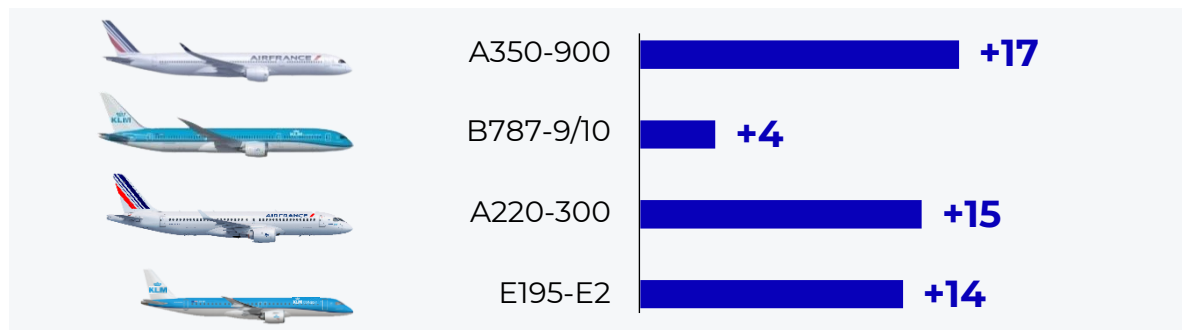 AIRFRANCE
A350-900
+17
KLM
B787-9/10
+4
AIRFRANCE
A220-300
+15
KLM
E195-E2
+14